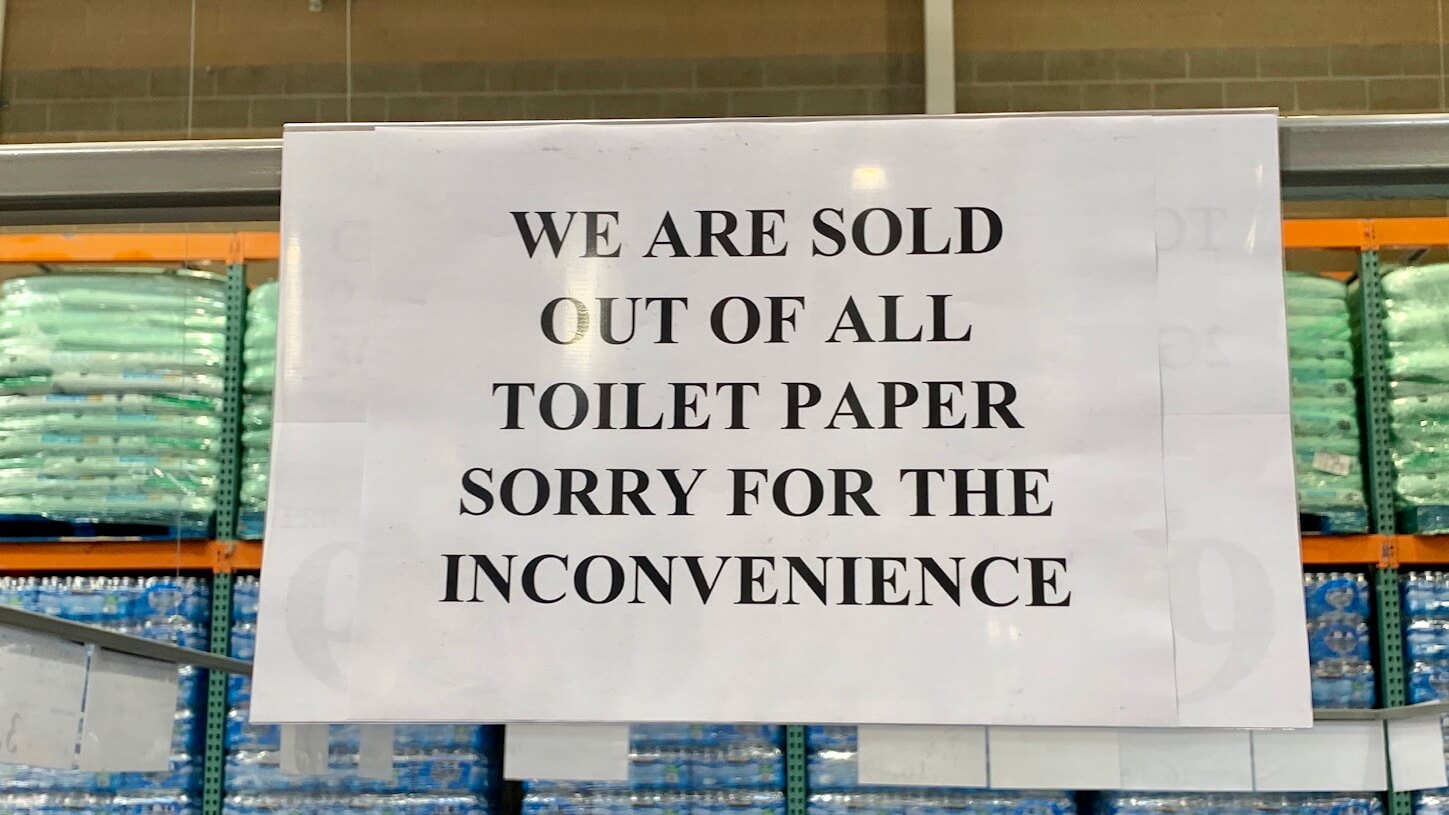 WE ARE SOLD
OUT OF ALL
TOILET PAPER
SORRY FOR THE
INCONVENIENCE